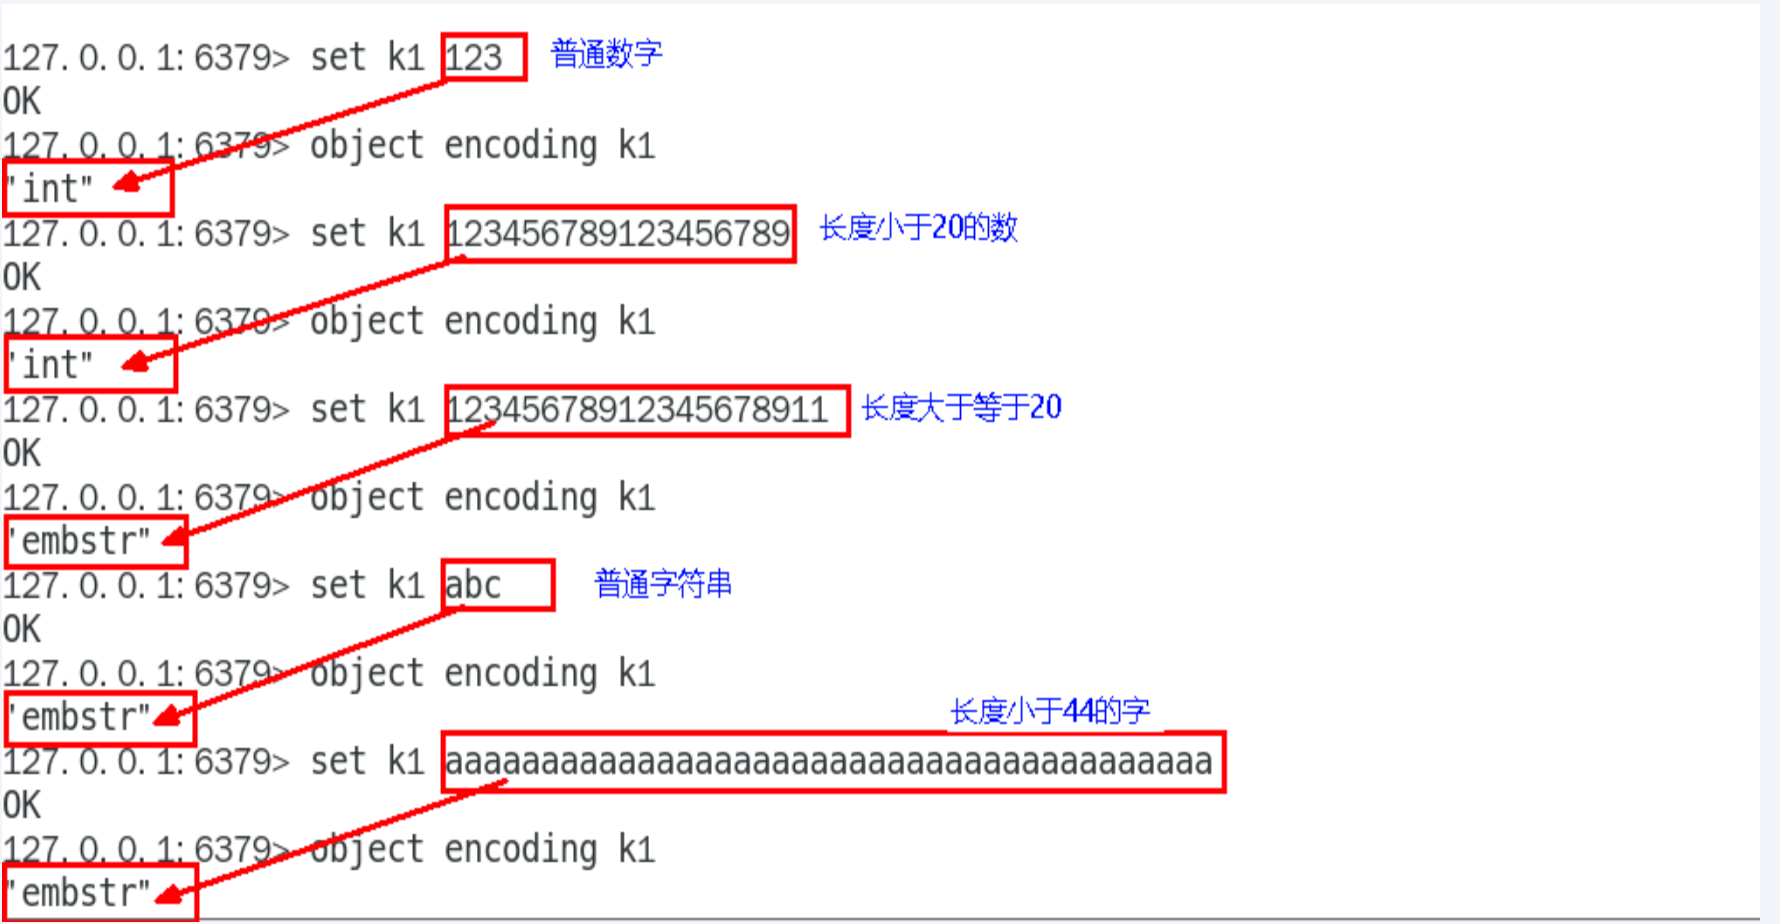 127.0.0.1:6379> set k1 123 普通数字
OK
127.0.0.1:6379> object encoding k1
"int"
127.0.0.1:6379> set k1 123456789123456789 长度小于20的数
OK
127.0.0.1:6379> object encoding k1
"int"
127.0.0.1:6379> set k1 12345678912345678911 长度大于等于20
OK
127.0.0.1:6379> object encoding k1
"embstr"
127.0.0.1:6379> set k1 abc 普通字符串
OK
127.0.0.1:6379> object encoding k1
"embstr"
长度小于44的字
127.0.0.1:6379> set k1 aaaaaaaaaaaaaaaaaaaaaaaaaaaaaaaaaaaaaaaa
OK
127.0.0.1:6379> object encoding k1
"embstr"